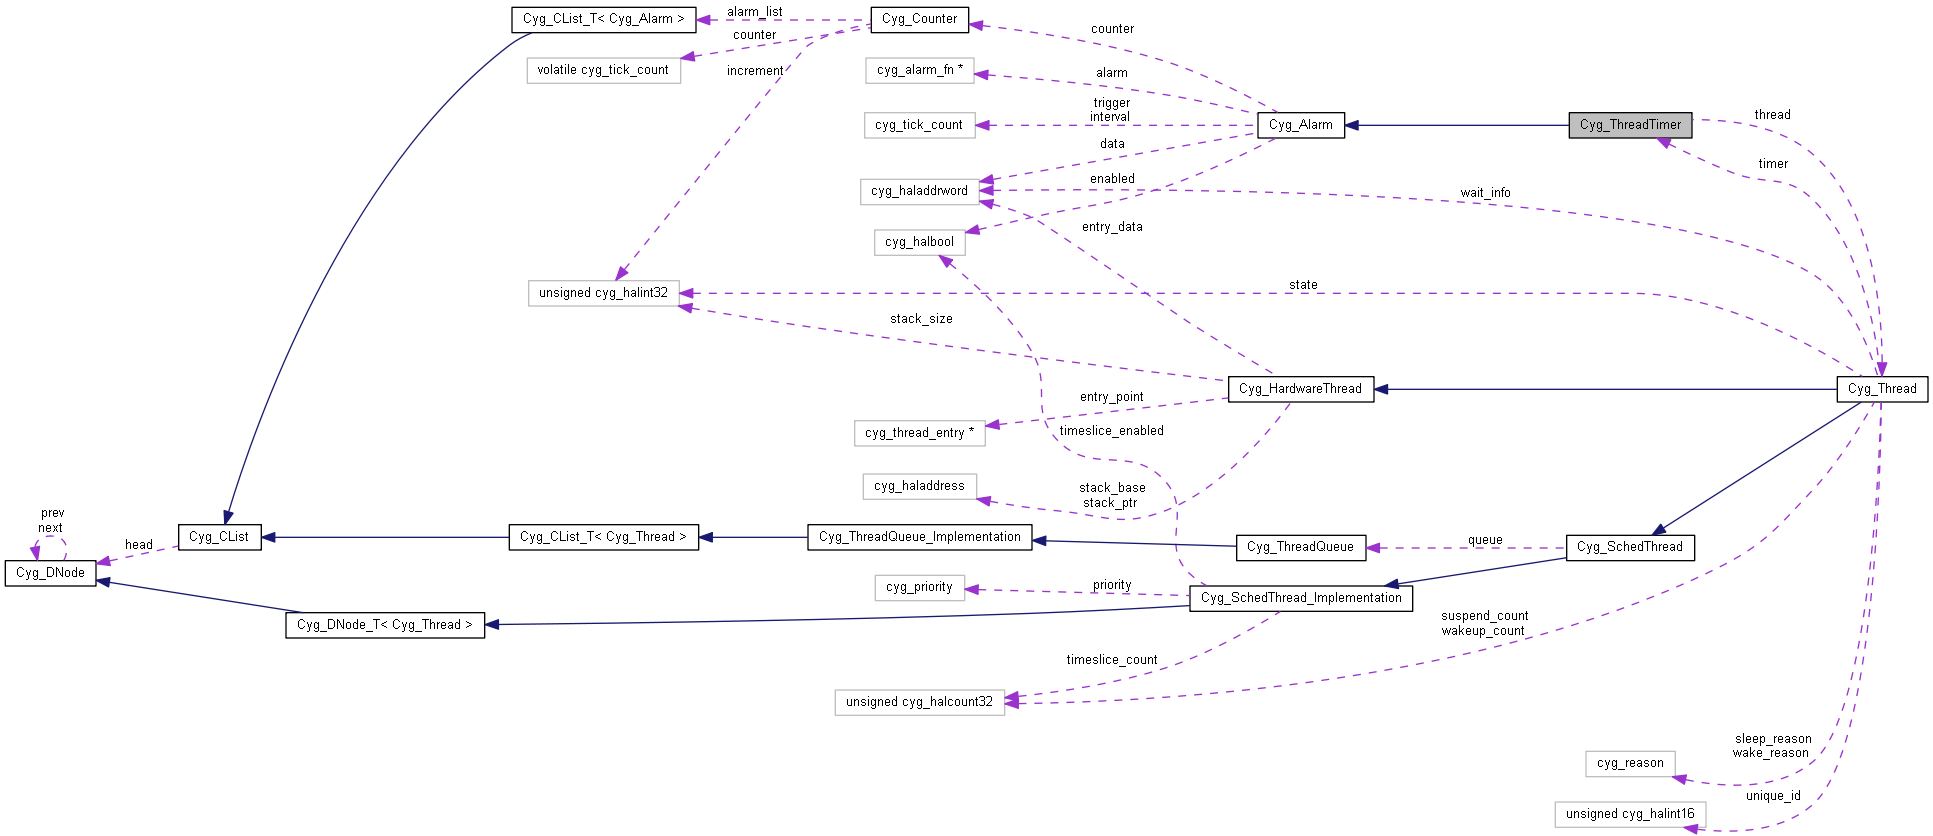 Cyg_CList_T< Cyg_Alarm >
alarm_list
Cyg_Counter
counter
counter
volatile cyg_tick_count
increment
cyg_alarm_fn *
alarm
trigger
interval
cyg_tick_count
Cyg_Alarm
Cyg_ThreadTimer
thread
data
timer
enabled
cyg_haladdrword
wait_info
entry_data
cyg_halbool
unsigned cyg_halint32
state
stack_size
Cyg_HardwareThread
Cyg_Thread
entry_point
cyg_thread_entry *
timeslice_enabled
cyg_haladdress
stack_base
stack_ptr
prev
next
head
Cyg_DNode
Cyg_CList
Cyg_CList_T< Cyg_Thread >
Cyg_ThreadQueue_Implementation
Cyg_ThreadQueue
queue
Cyg_SchedThread
cyg_priority
priority
Cyg_SchedThread_Implementation
Cyg_DNode_T< Cyg_Thread >
suspend_count
wakeup_count
timeslice_count
unsigned cyg_halcount32
sleep_reason
wake_reason
cyg_reason
unique_id
unsigned cyg_halint16